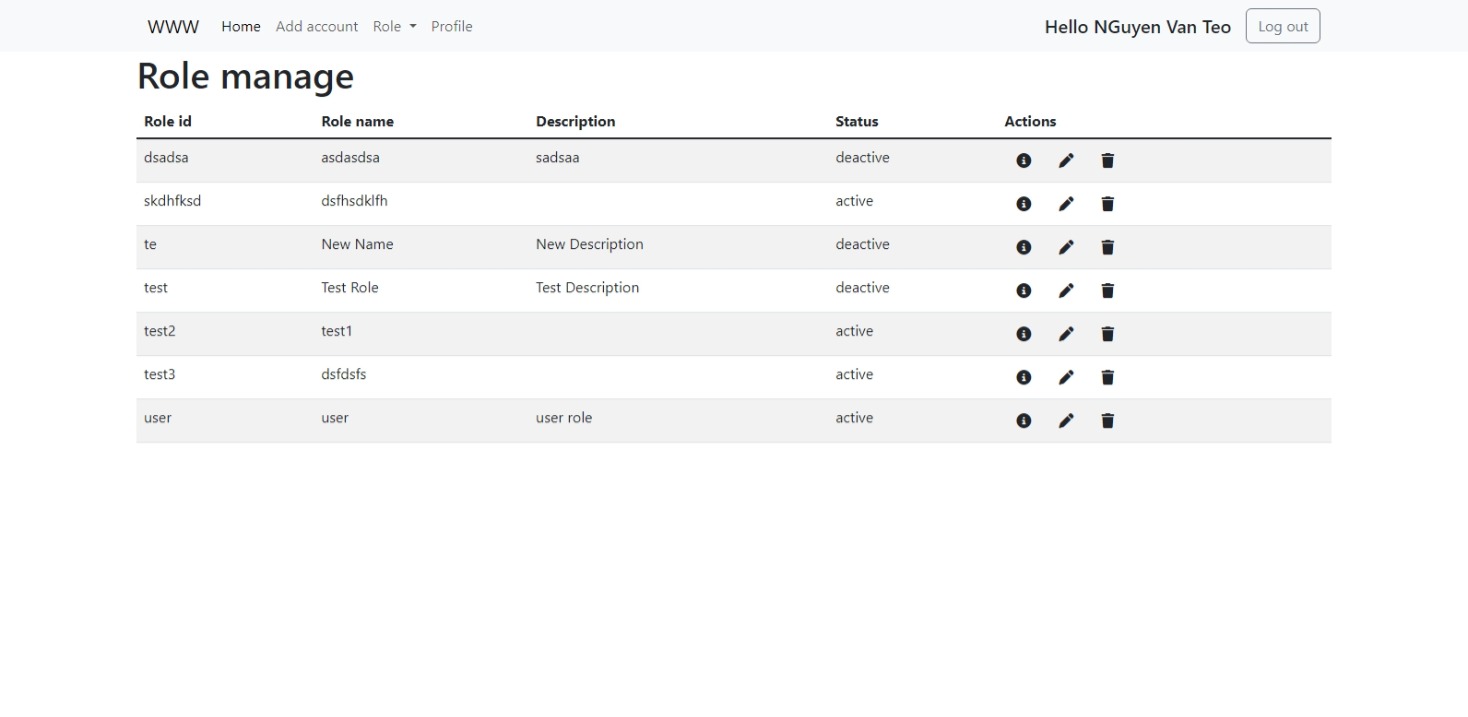 WWW Home Add account Role Profile Hello NGuyen Van Teo Log out
Role manage
Role id Role name Description Status Actions
dsadsa asdasdsa sadsaa deactive
skdhfksd dsfhsdklfh active
te New Name New Description deactive
test Test Role Test Description deactive
test2 test1 active
test3 dsfdsfs active
user user user role active